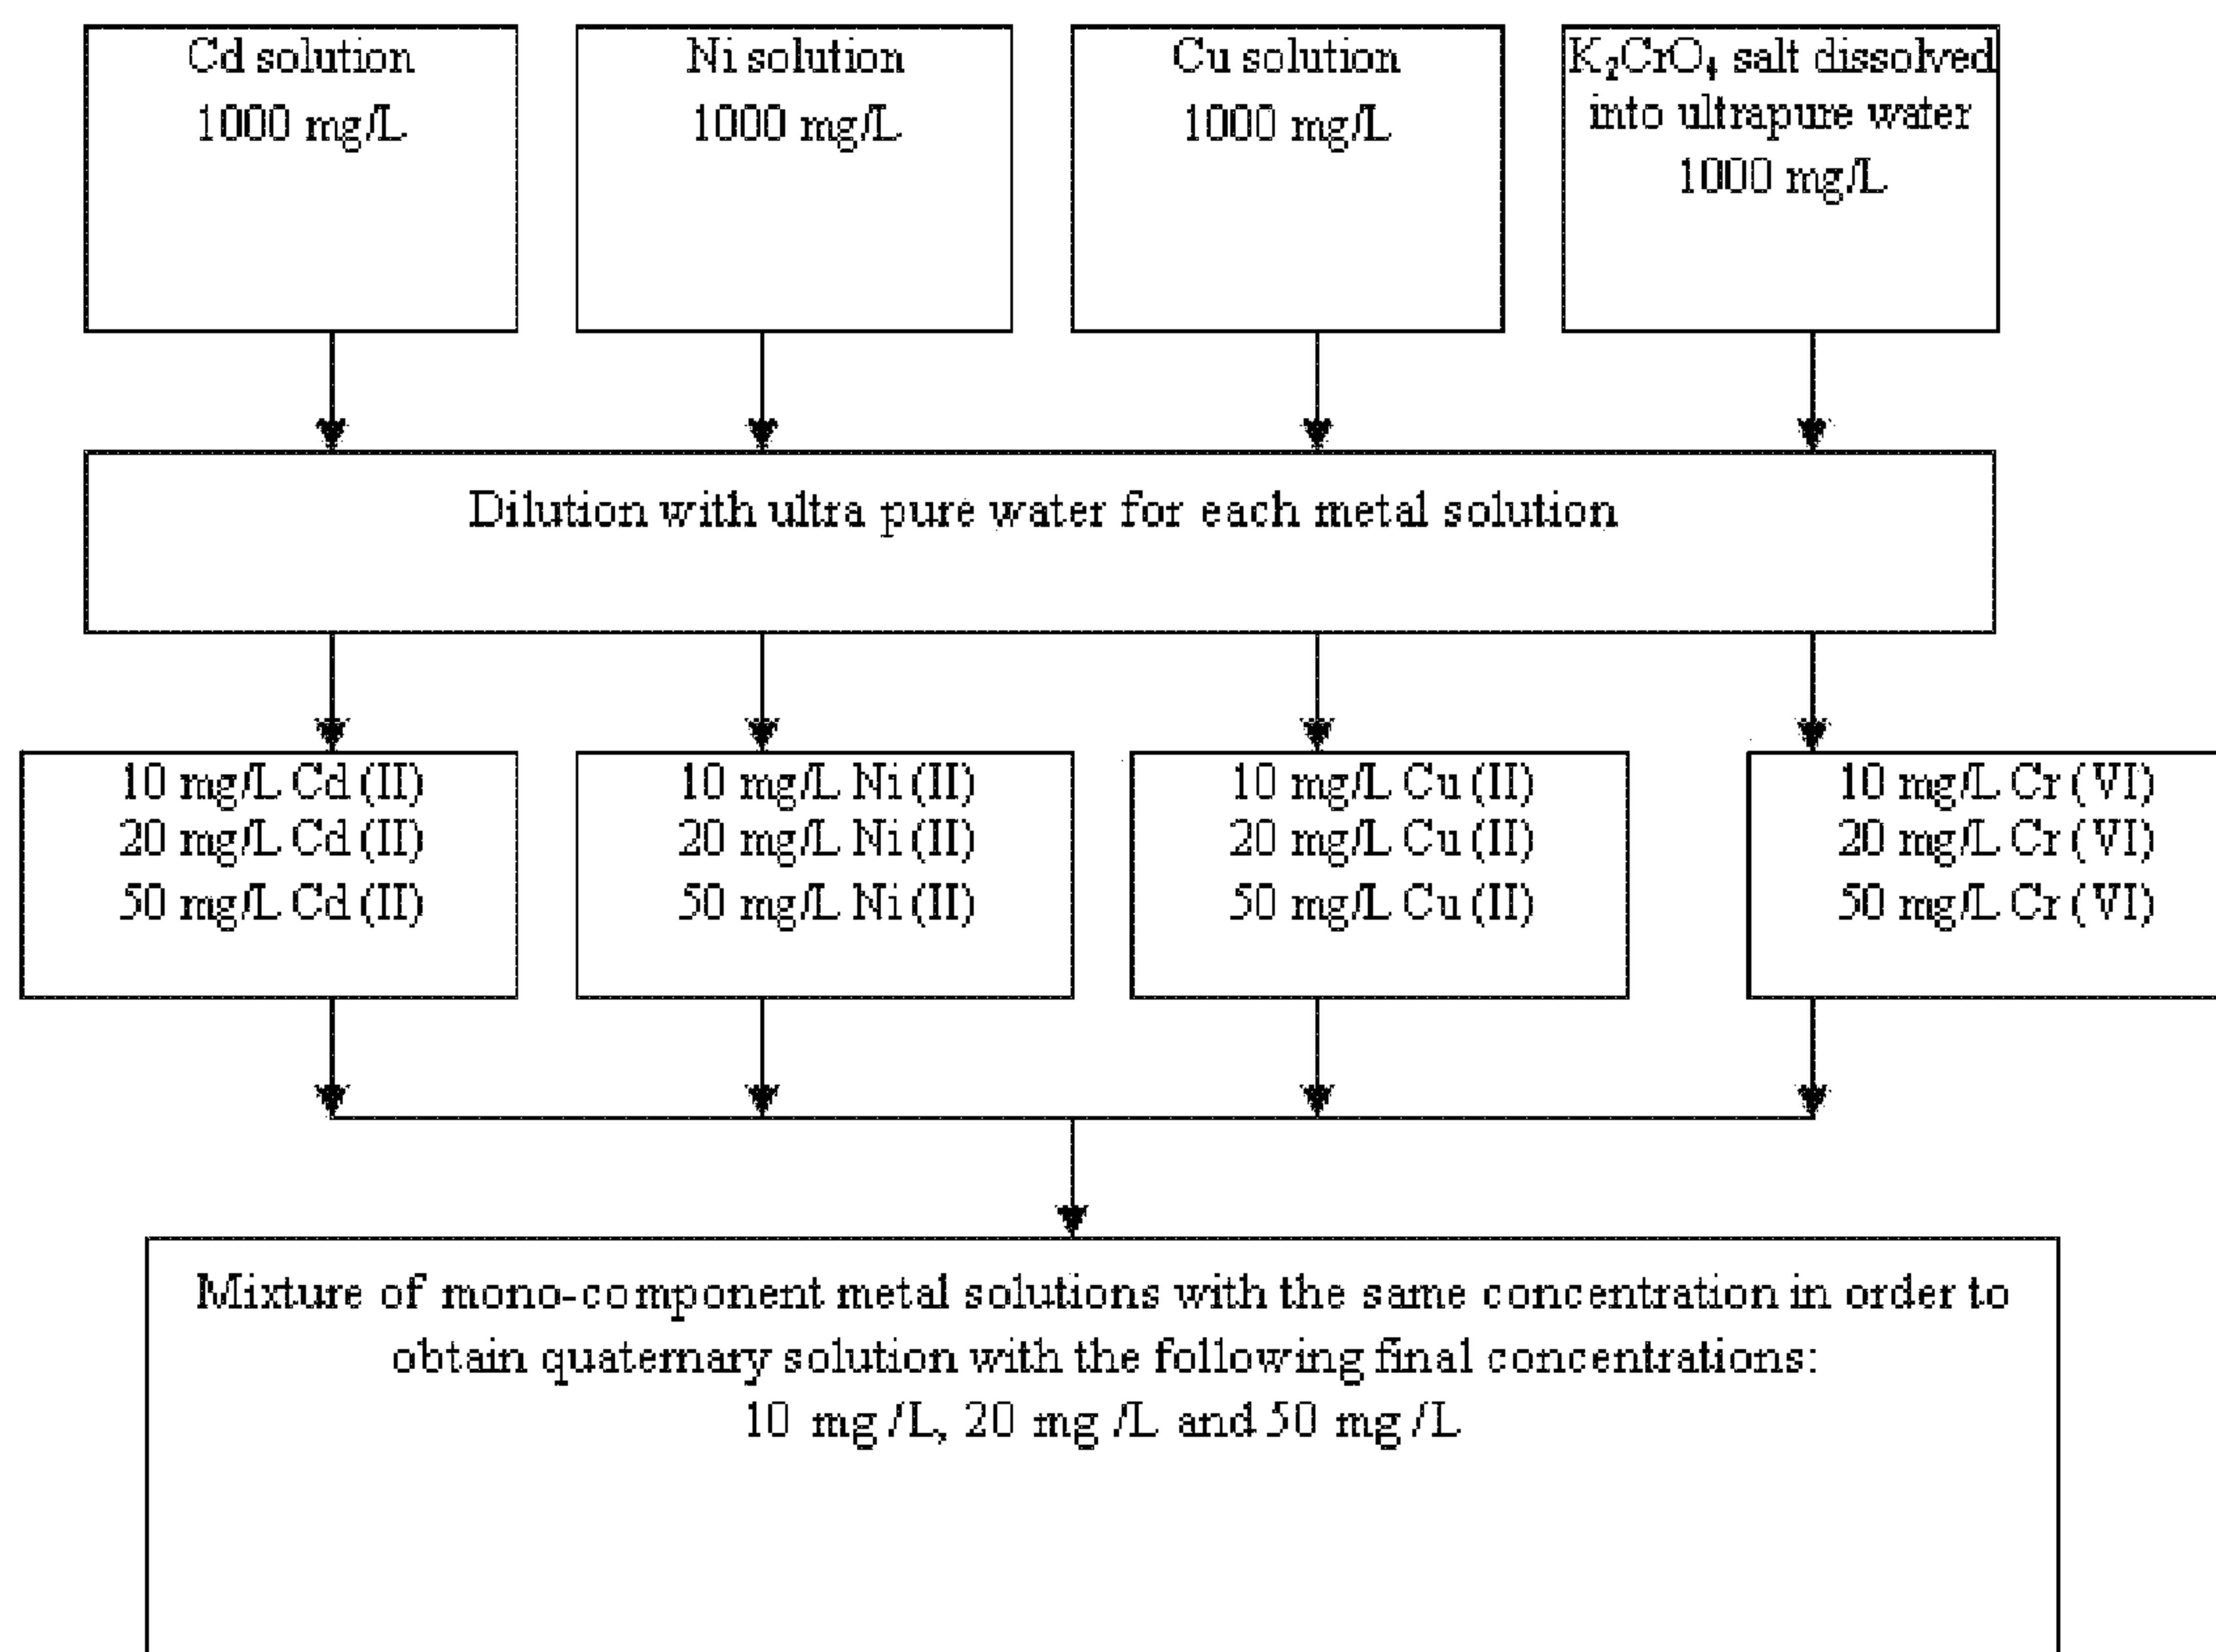 Cd solution
1000 mg/L
Ni solution
1000 mg/L
Cu solution
1000 mg/L
K₂CrO₄ salt dissolved
into ultrapure water
1000 mg/L
Dilution with ultra pure water for each metal solution
10 mg/L Cd (II)
20 mg/L Cd (II)
50 mg/L Cd (II)
10 mg/L Ni (II)
20 mg/L Ni (II)
50 mg/L Ni (II)
10 mg/L Cu (II)
20 mg/L Cu (II)
50 mg/L Cu (II)
10 mg/L Cr (VI)
20 mg/L Cr (VI)
50 mg/L Cr (VI)
Mixture of mono-component metal solutions with the same concentration in order to
obtain quaternary solution with the following final concentrations:
10 mg /L, 20 mg /L and 50 mg /L